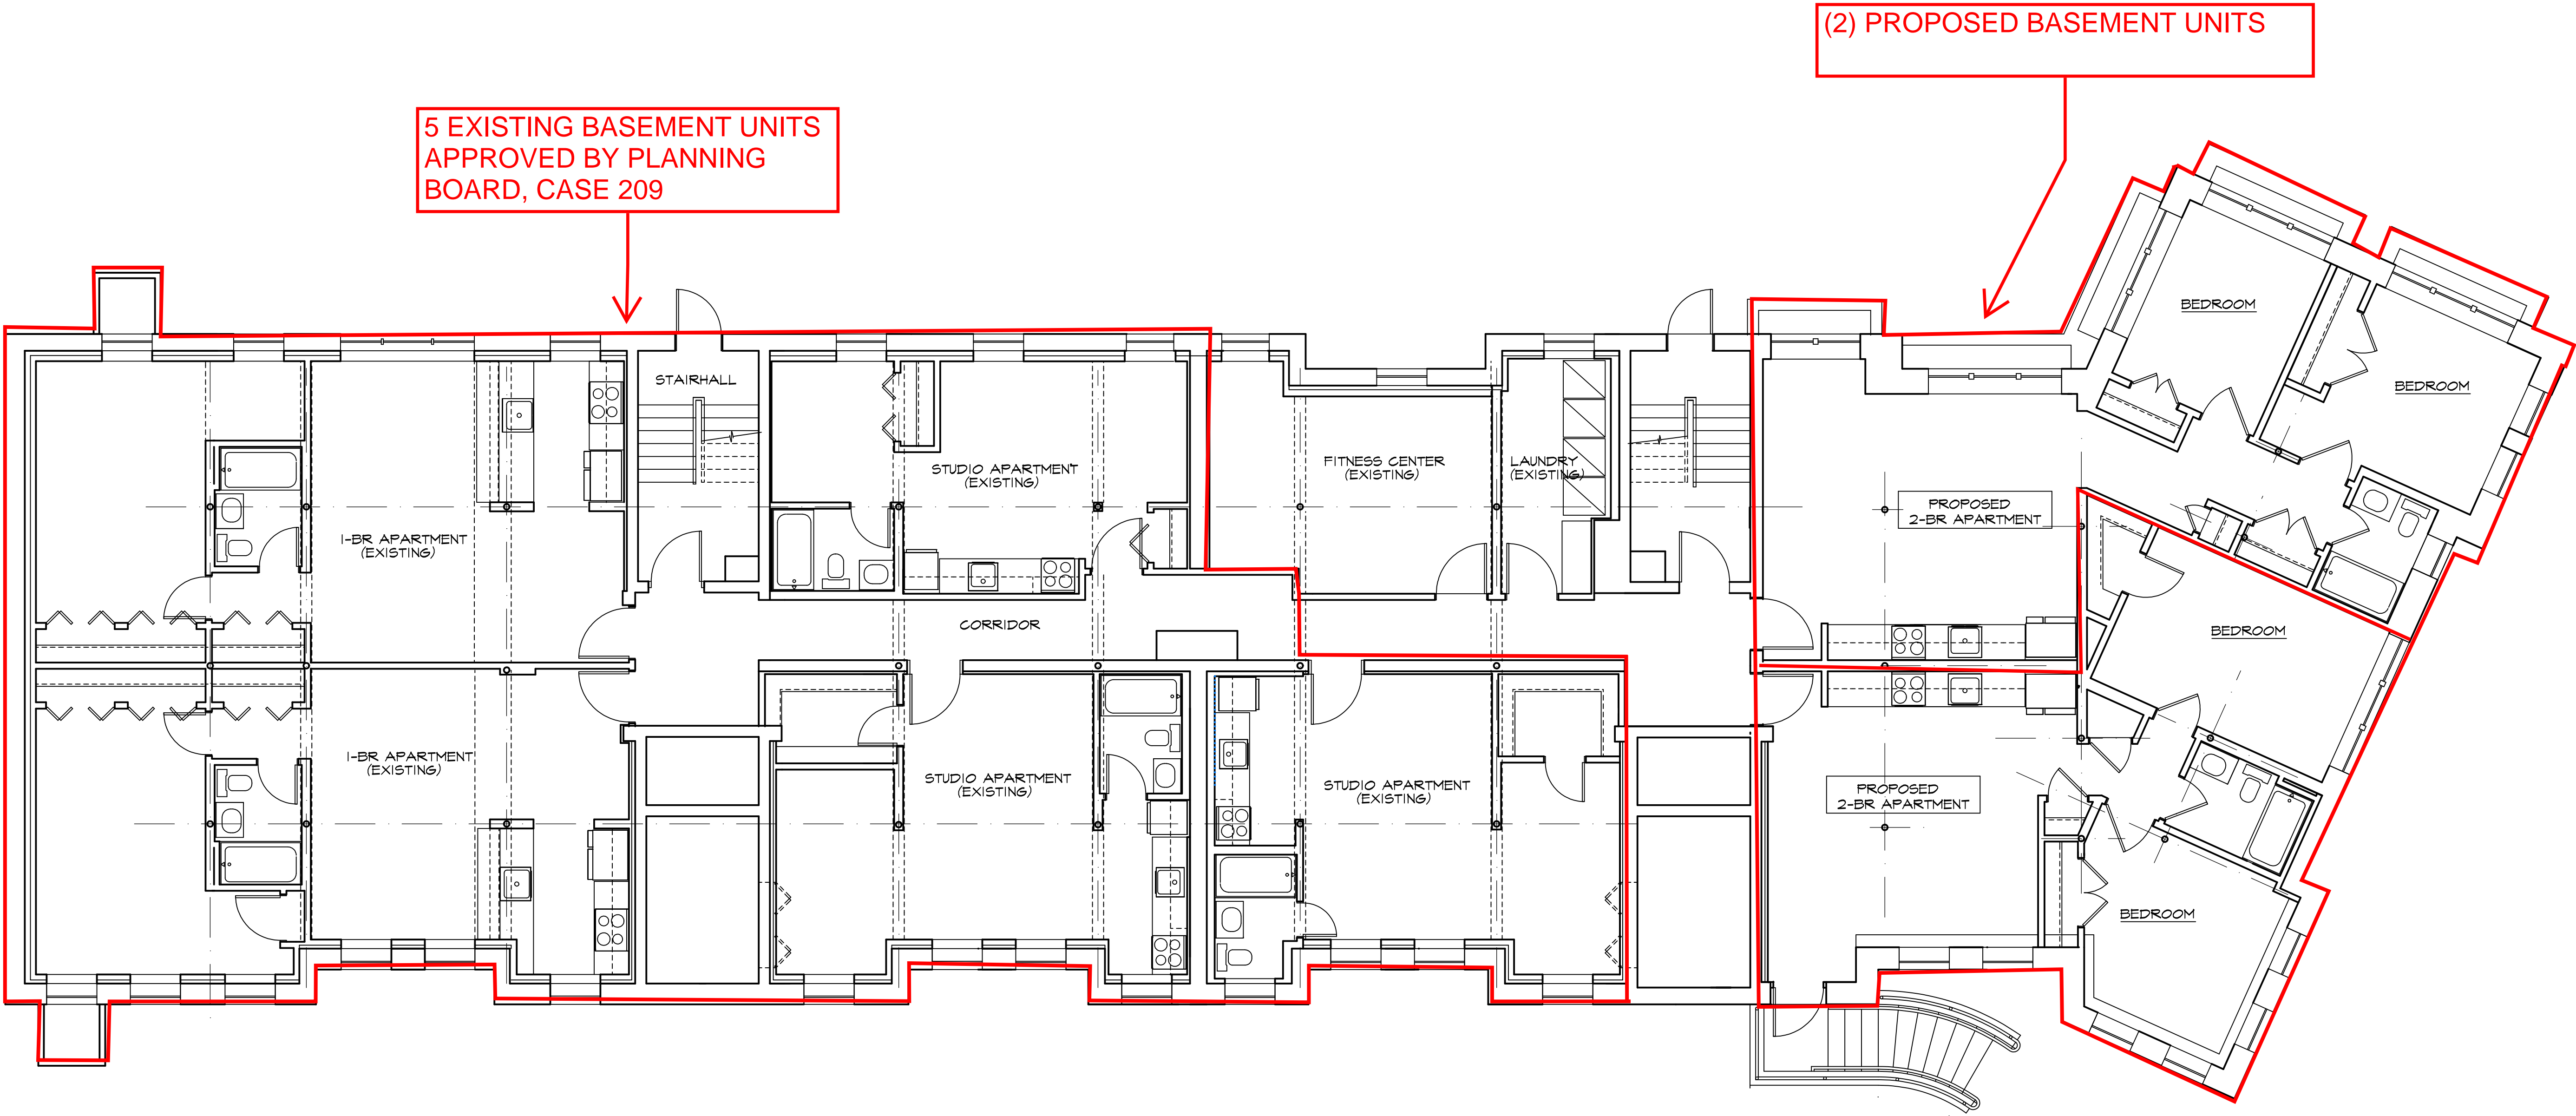 (2) PROPOSED BASEMENT UNITS
5 EXISTING BASEMENT UNITS
APPROVED BY PLANNING
BOARD, CASE 209
BEDROOM
BEDROOM
STAIRHALL
STUDIO APARTMENT
(EXISTING)
FITNESS CENTER
(EXISTING)
LAUNDRY
(EXISTING)
PROPOSED
2-BR APARTMENT
1-BR APARTMENT
(EXISTING)
CORRIDOR
BEDROOM
1-BR APARTMENT
(EXISTING)
STUDIO APARTMENT
(EXISTING)
STUDIO APARTMENT
(EXISTING)
PROPOSED
2-BR APARTMENT
BEDROOM